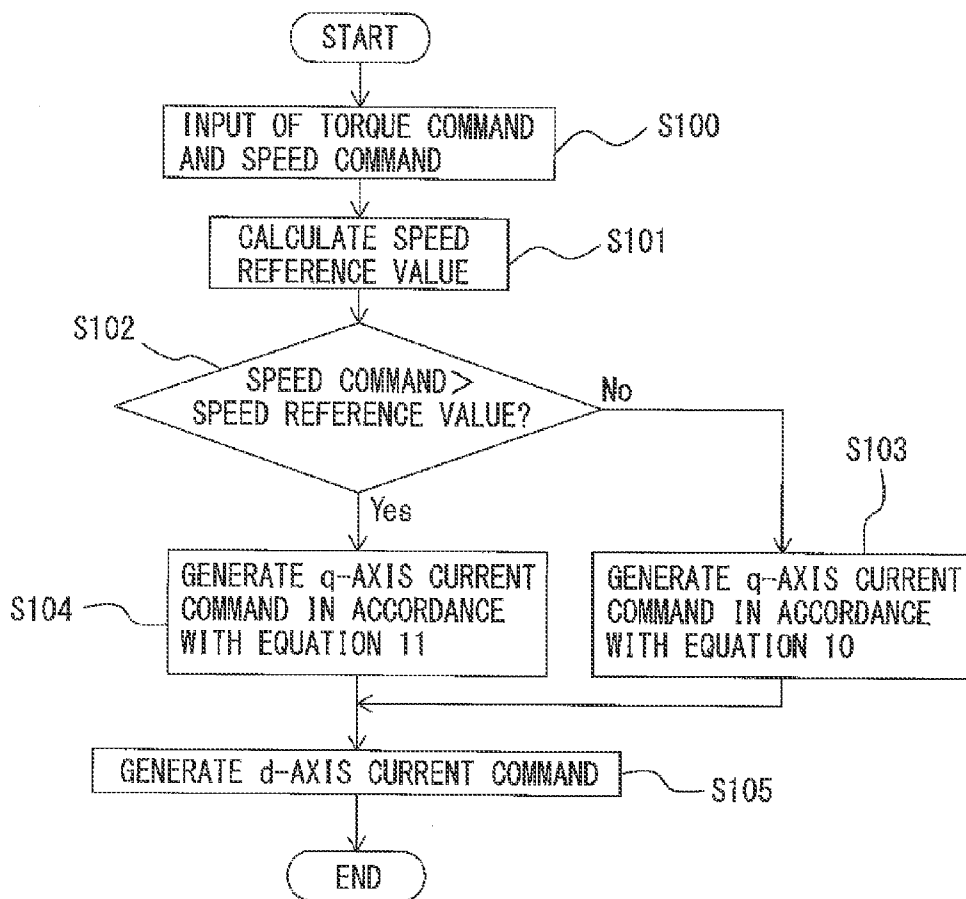 START
INPUT OF TORQUE COMMAND
AND SPEED COMMAND
S100
CALCULATE SPEED
REFERENCE VALUE
S101
S102
SPEED COMMAND>
SPEED REFERENCE VALUE?
No
Yes
S103
GENERATE q-AXIS CURRENT
COMMAND IN ACCORDANCE
WITH EQUATION 11
S104
GENERATE q-AXIS CURRENT
COMMAND IN ACCORDANCE
WITH EQUATION 10
GENERATE d-AXIS CURRENT COMMAND
S105
END